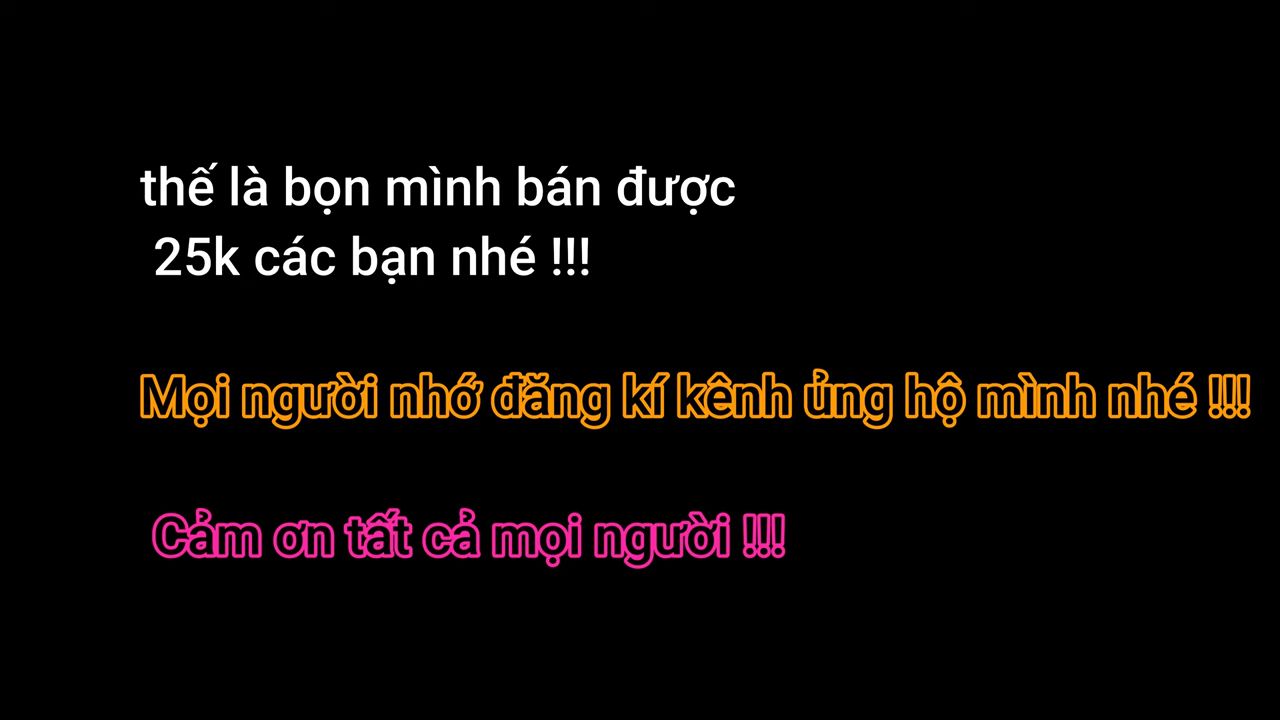 thế là bọn mình bán được
25k các bạn nhé !!!
Mọi người nhớ đăng kí kênh ủng hộ mình nhé !!!
Cảm ơn tất cả mọi người !!!